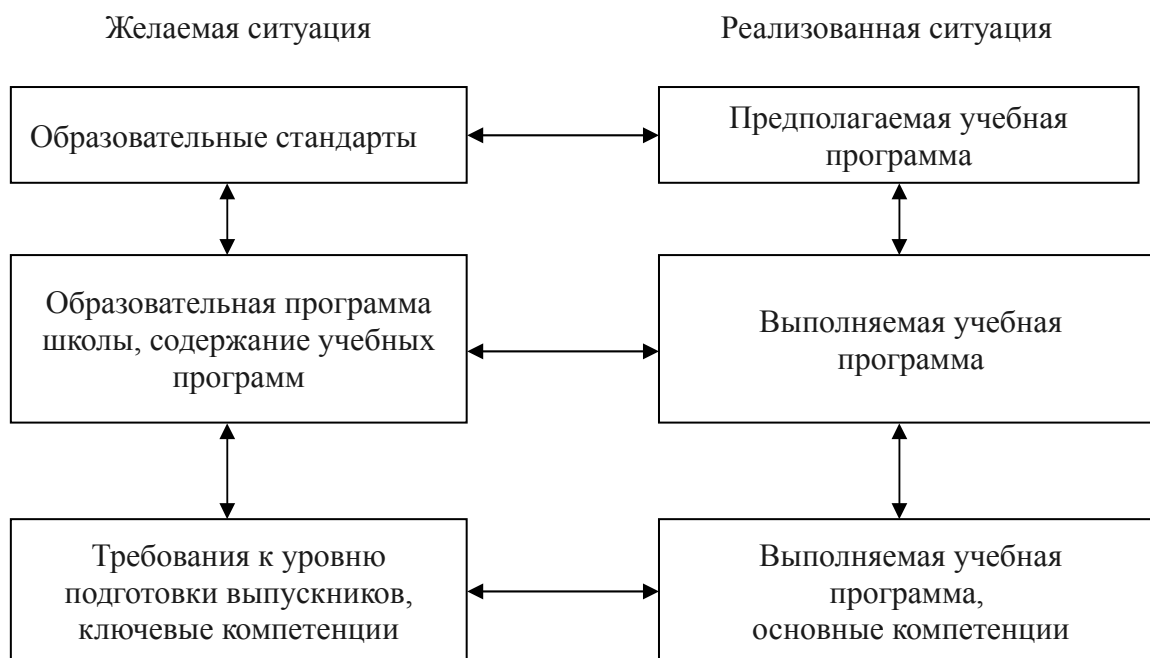 Желаемая ситуация
Реализованная ситуация
Образовательные стандарты
Предполагаемая учебная
программа
Образовательная программа
школы, содержание учебных
программ
Выполняемая учебная
программа
Требования к уровню
подготовки выпускников,
ключевые компетенции
Выполняемая учебная
программа,
основные компетенции